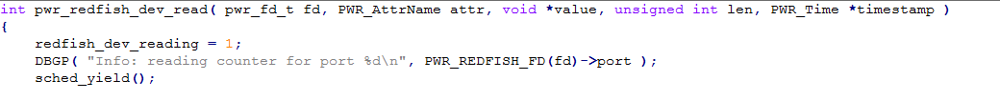 int pwr_redfish_dev_read( pwr_fd_t fd, PWR_AttrName attr, void *value, unsigned int len, PWR_Time *timestamp )
{
    redfish_dev_reading = 1;
    DBGP( "Info: reading counter for port %d\n", PWR_REDFISH_FD(fd)->port );
    sched_yield();